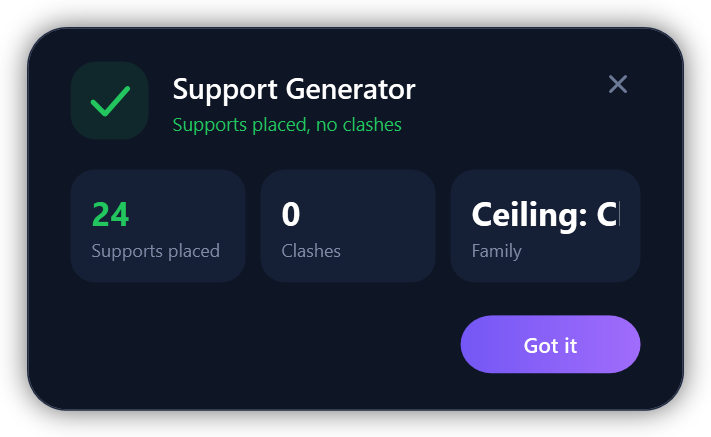 Support Generator
Supports placed, no clashes
24
Supports placed
0
Clashes
Ceiling: C
Family
Got it